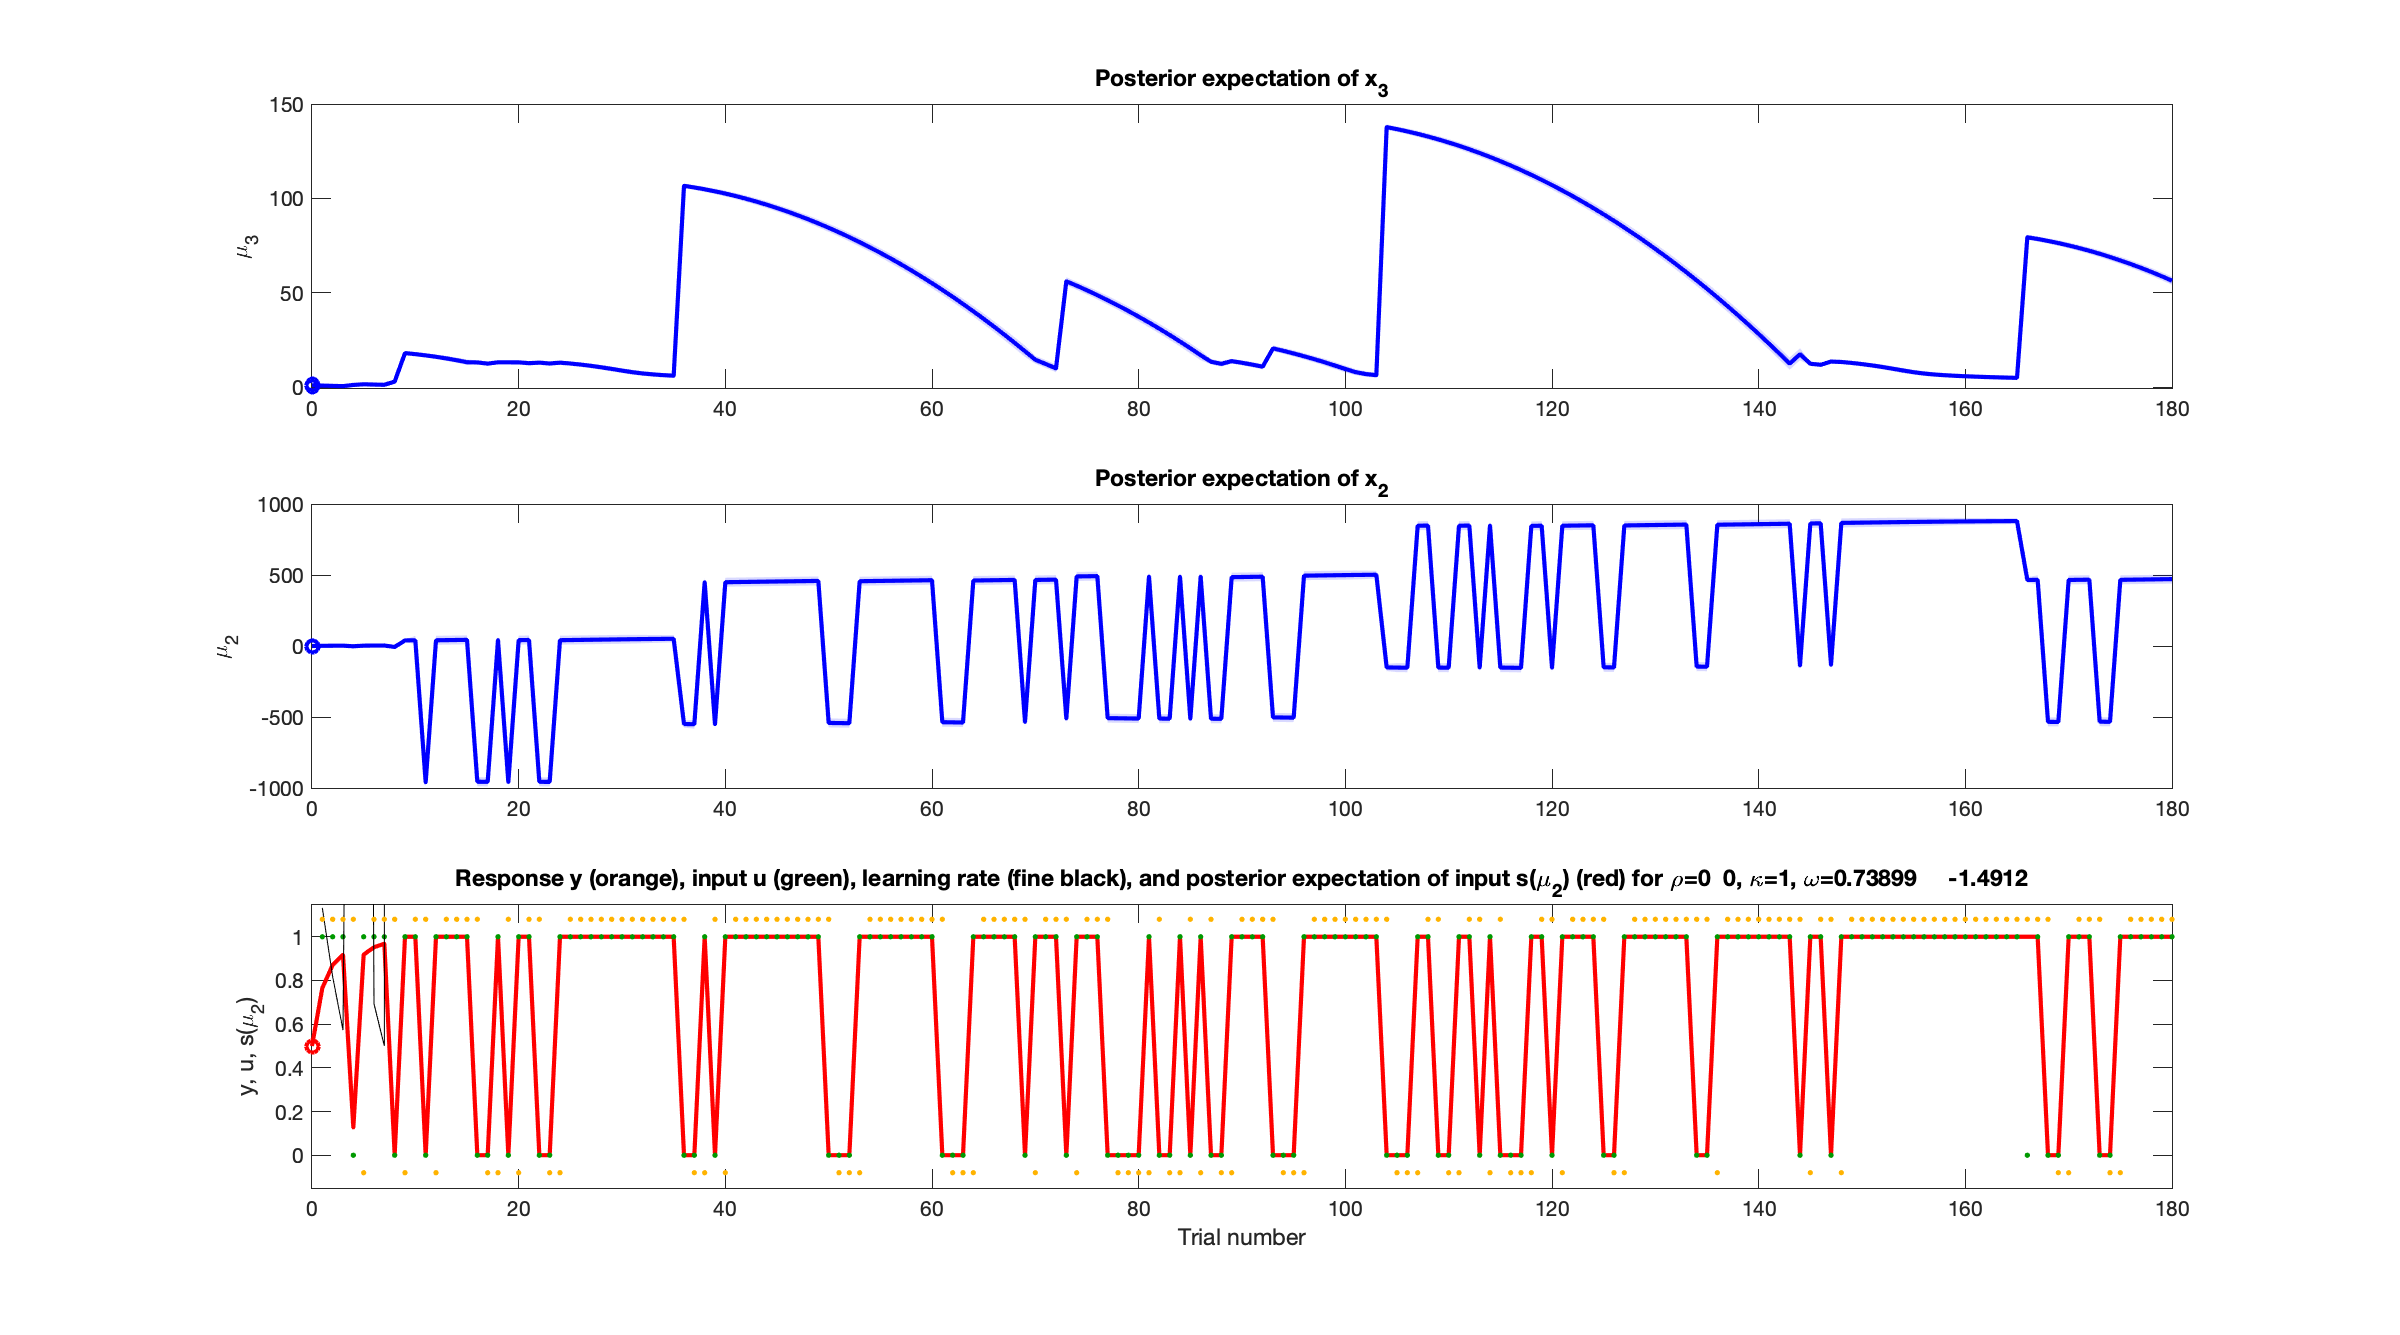 Posterior expectation of x3
150
100
50
0
μ3
0 20 40 60 80 100 120 140 160 180
Posterior expectation of x2
1000
500
0
-500
-1000
μ2
0 20 40 60 80 100 120 140 160 180
Response y (orange), input u (green), learning rate (fine black), and posterior expectation of input s(μ2) (red) for ρ=0 0, κ=1, ω=0.73899 -1.4912
1
0.8
0.6
0.4
0.2
0
y, u, s(μ2)
0 20 40 60 80 100 120 140 160 180
Trial number